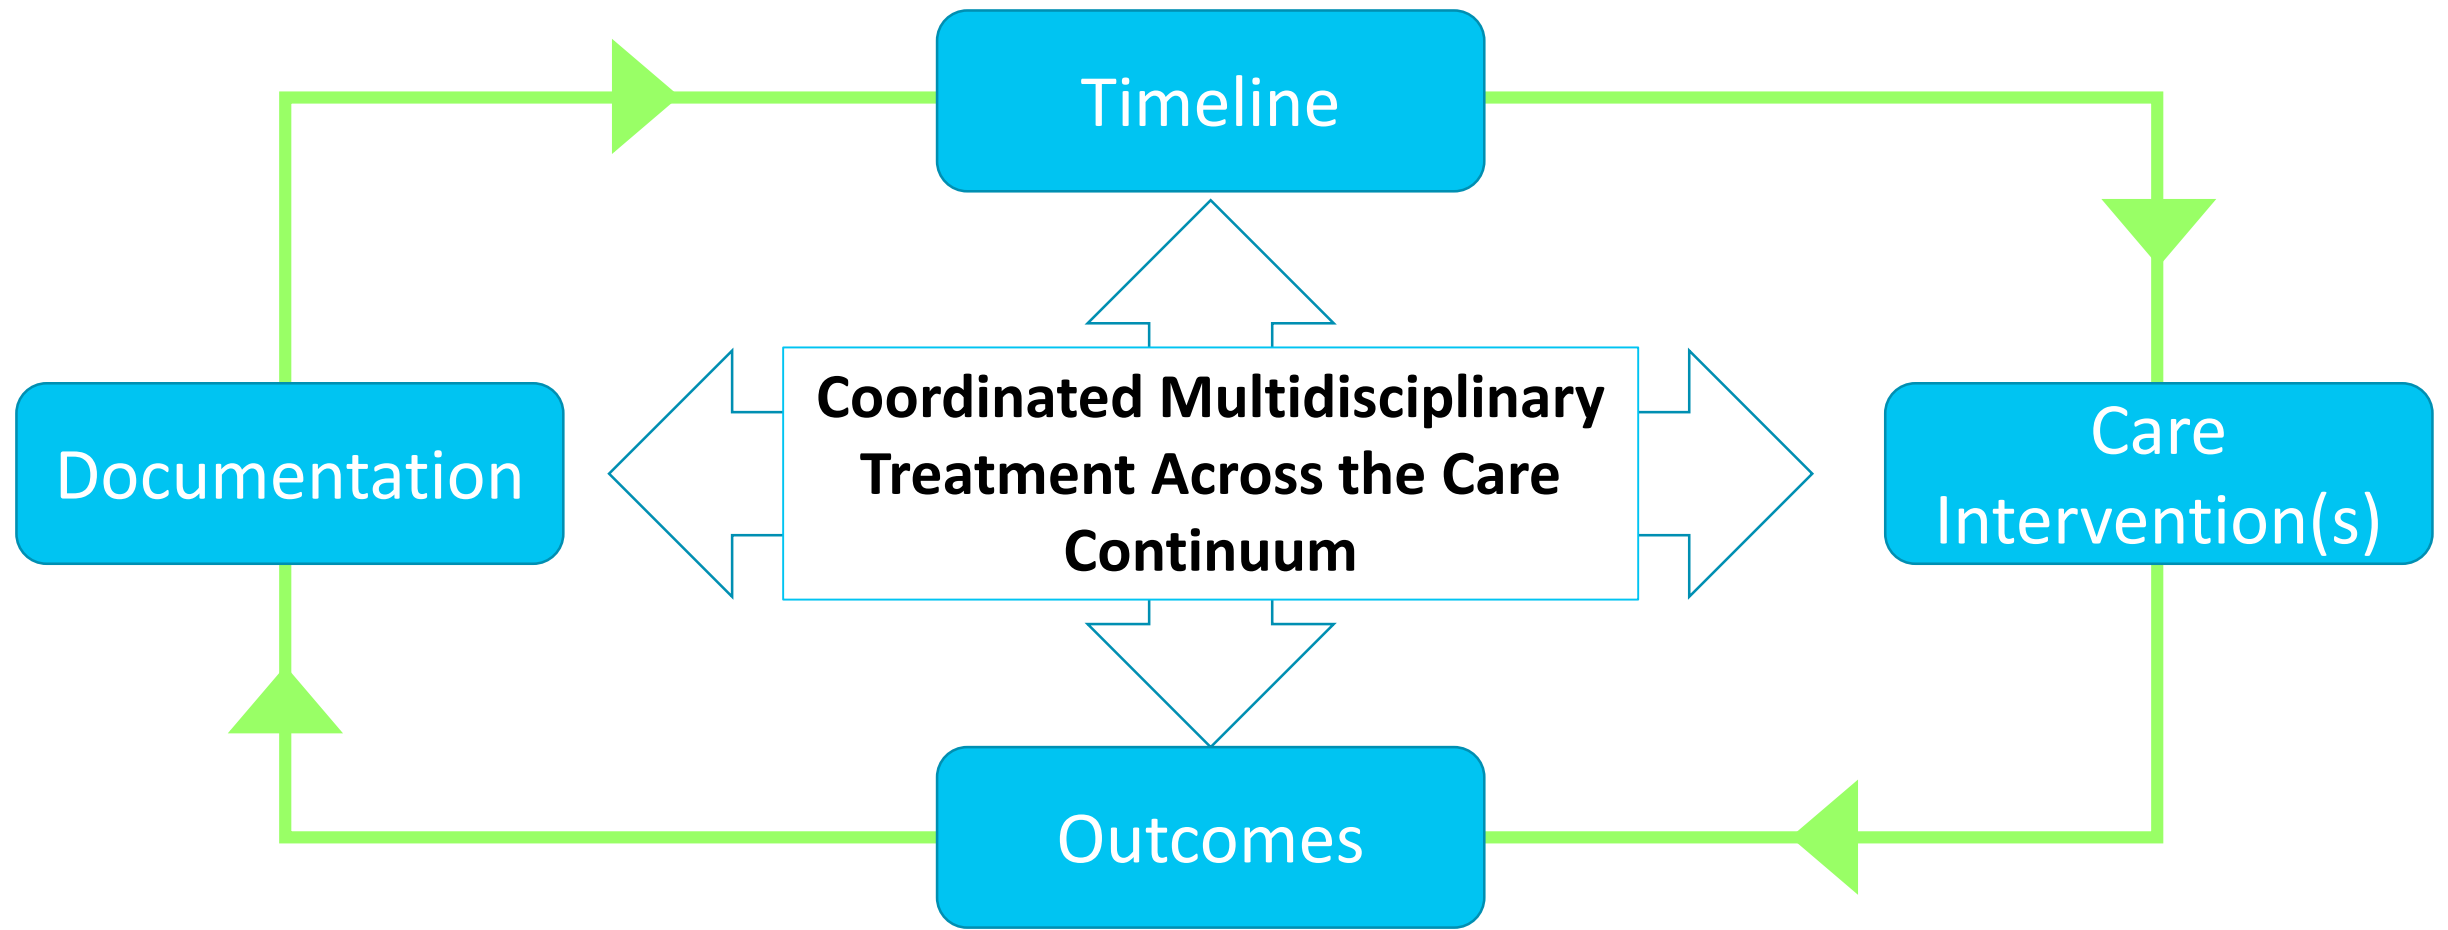 Timeline
Coordinated Multidisciplinary
Treatment Across the Care
Continuum
Documentation
Care
Intervention(s)
Outcomes